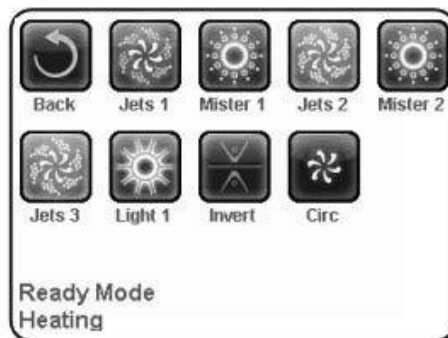 Back Jets 1 Mister 1 Jets 2 Mister 2
Jets 3 Light 1 Invert Circ
Ready Mode
Heating